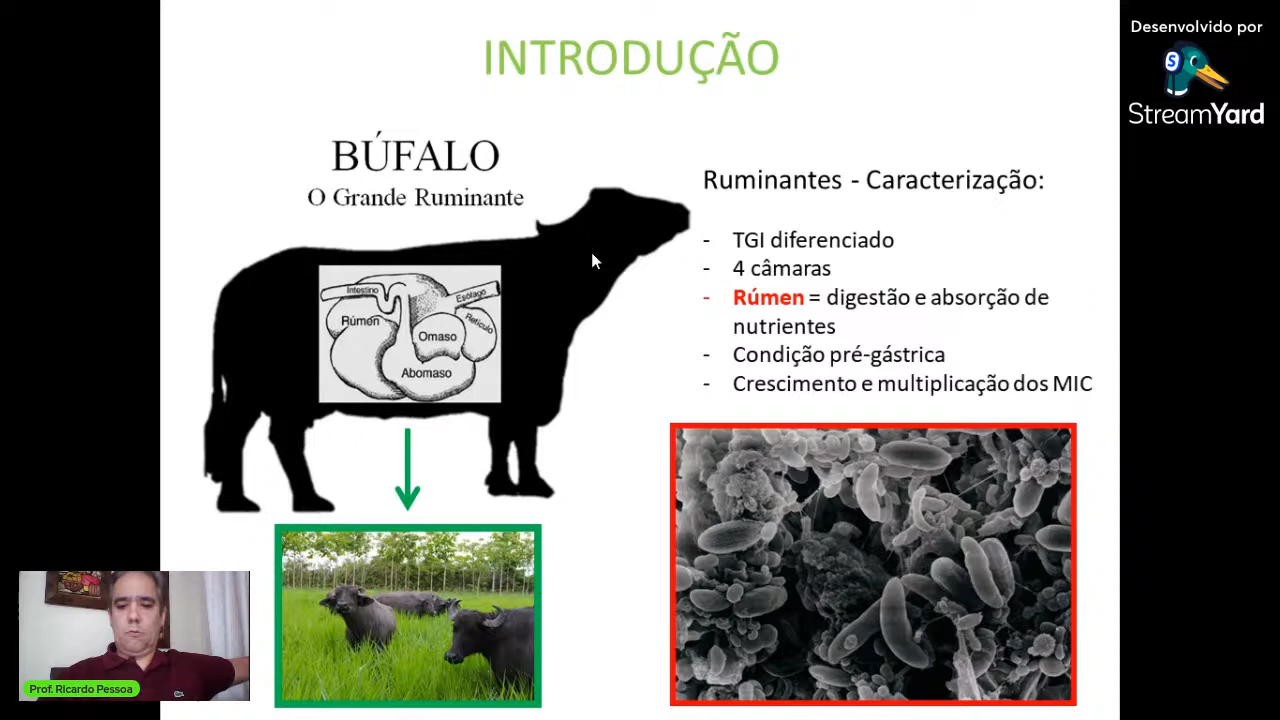 INTRODUÇÃO
Desenvolvido por
S
StreamYard
BÚFALO
O Grande Ruminante
Intestino
Esôfago
Rúmen
Omaso
Retículo
Abomaso
Ruminantes - Caracterização:
- TGI diferenciado
- 4 câmaras
- Rúmen = digestão e absorção de
nutrientes
- Condição pré-gástrica
- Crescimento e multiplicação dos MIC
Prof. Ricardo Pessoa